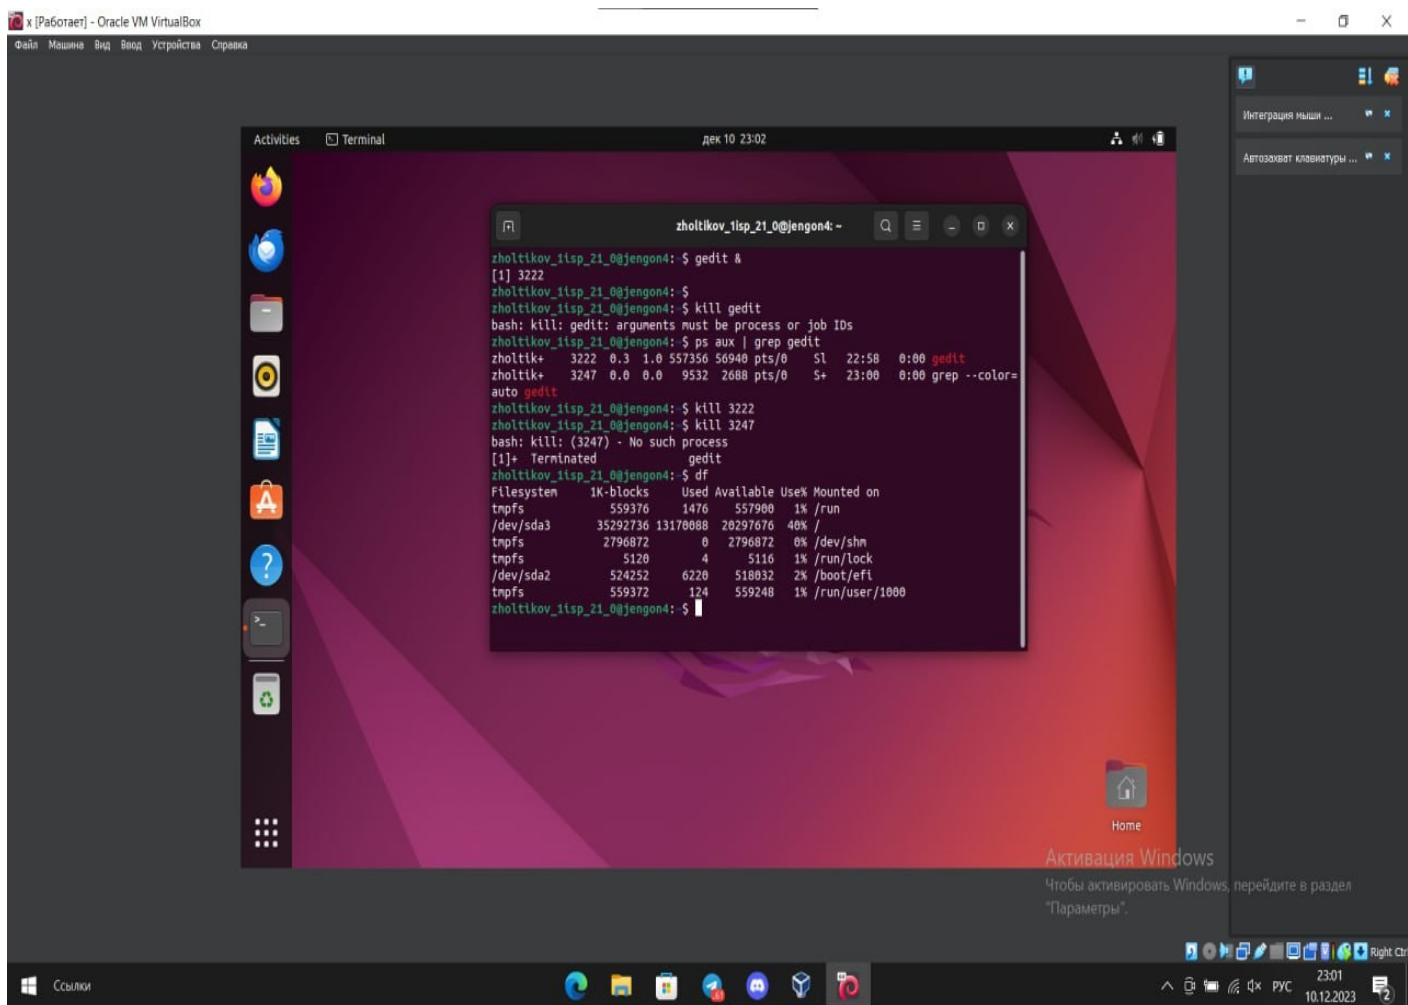 x [Работает] - Oracle VM VirtualBox
Файл Машина Вид Ввод Устройства Справка
Интеграция мыши ...
Автозахват клавиатуры ...
Activities Terminal дек 10 23:02
zholtikov_1isp_21_0@jengon4: ~
zholtikov_1isp_21_0@jengon4:~$ gedit &
[1] 3222
zholtikov_1isp_21_0@jengon4:~$
zholtikov_1isp_21_0@jengon4:~$ kill gedit
bash: kill: gedit: arguments must be process or job IDs
zholtikov_1isp_21_0@jengon4:~$ ps aux | grep gedit
zholtik+ 3222 0.3 1.0 557356 56940 pts/0 Sl 22:58 0:00 gedit
zholtik+ 3247 0.0 0.0 9532 2688 pts/0 S+ 23:00 0:00 grep --color=
auto gedit
zholtikov_1isp_21_0@jengon4:~$ kill 3222
zholtikov_1isp_21_0@jengon4:~$ kill 3247
bash: kill: (3247) - No such process
[1]+ Terminated gedit
zholtikov_1isp_21_0@jengon4:~$ df
Filesystem 1K-blocks Used Available Use% Mounted on
tmpfs 559376 1476 557900 1% /run
/dev/sda3 35292736 13170088 20297676 40% /
tmpfs 2796872 0 2796872 0% /dev/shm
tmpfs 5120 4 5116 1% /run/lock
/dev/sda2 524252 6220 518032 2% /boot/efi
tmpfs 559372 124 559248 1% /run/user/1000
zholtikov_1isp_21_0@jengon4:~$
Home
Активация Windows
Чтобы активировать Windows, перейдите в раздел
"Параметры".
Right Ctrl
Ссылки
РУС
23:01
10.12.2023
2